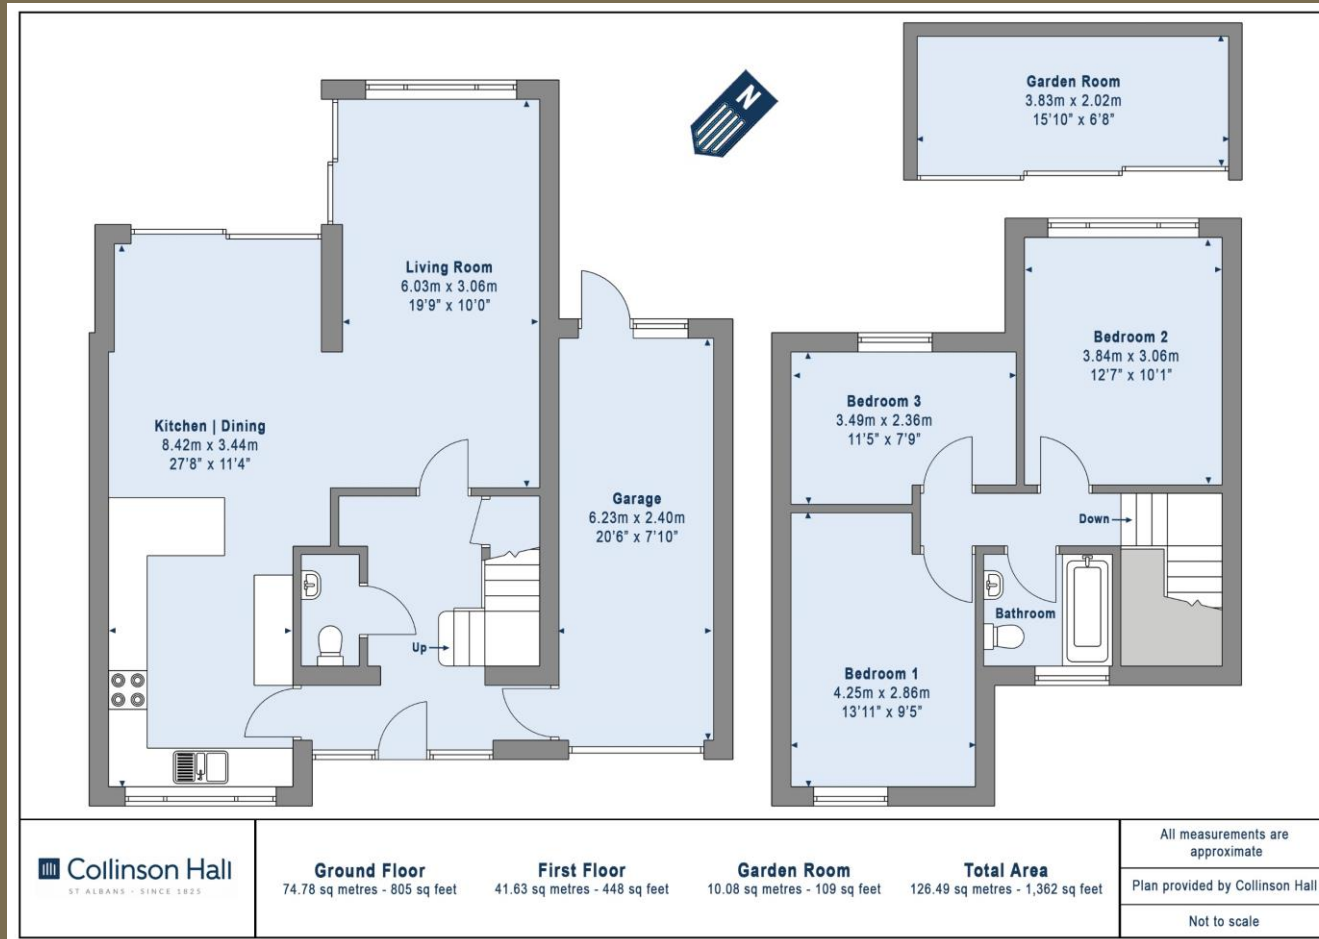 Garden Room
3.83m x 2.02m
15'10" x 6'8"
N
Living Room
6.03m x 3.06m
19'9" x 10'0"
Bedroom 2
3.84m x 3.06m
12'7" x 10'1"
Bedroom 3
3.49m x 2.36m
11'5" x 7'9"
Kitchen | Dining
8.42m x 3.44m
27'8" x 11'4"
Garage
6.23m x 2.40m
20'6" x 7'10"
Down
Bathroom
Up
Bedroom 1
4.25m x 2.86m
13'11" x 9'5"
Collinson Hall
ST ALBANS - SINCE 1825
Ground Floor
74.78 sq metres - 805 sq feet
First Floor
41.63 sq metres - 448 sq feet
Garden Room
10.08 sq metres - 109 sq feet
Total Area
126.49 sq metres - 1,362 sq feet
All measurements are
approximate
Plan provided by Collinson Hall
Not to scale